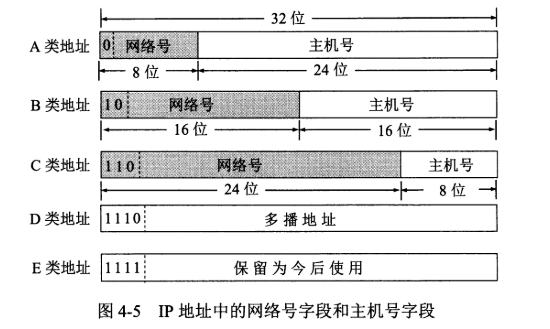 32 位
A 类地址 0 网络号 主机号
8 位 24 位
B 类地址 10 网络号 主机号
16 位 16 位
C 类地址 110 网络号 主机号
24 位 8 位
D 类地址 1110 多播地址
E 类地址 1111 保留为今后使用
图 4-5 IP 地址中的网络号字段和主机号字段